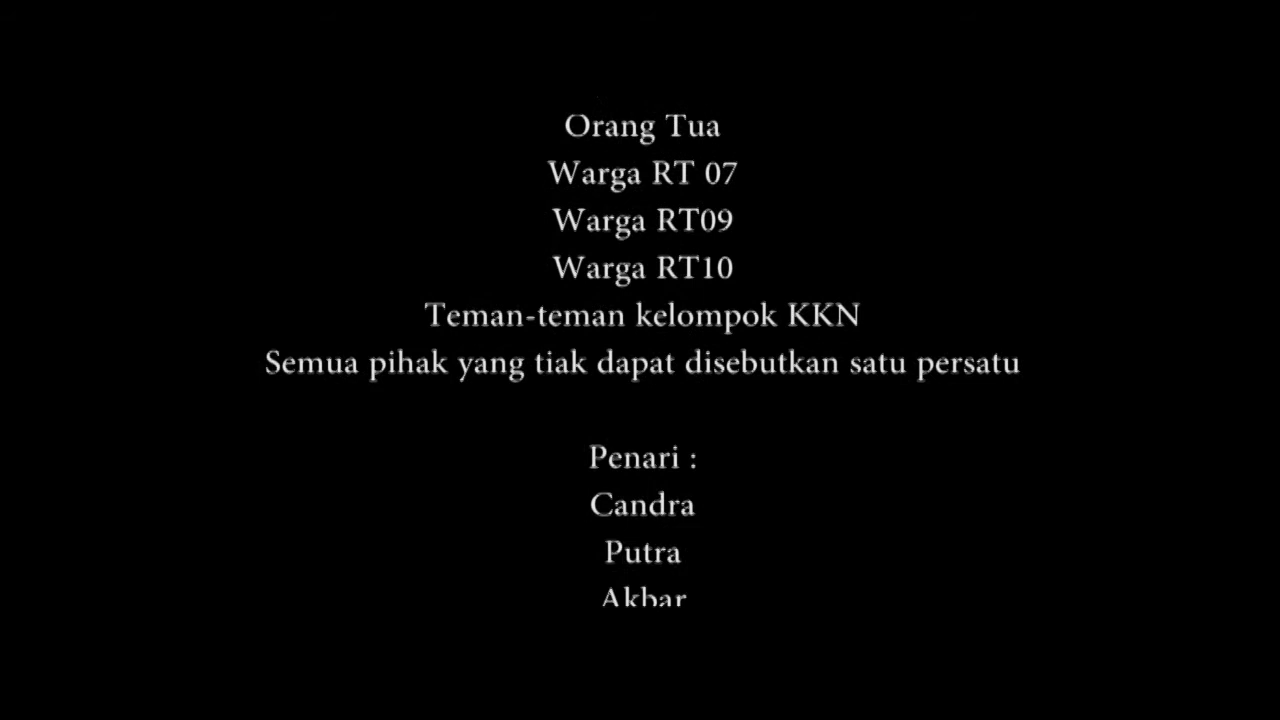 Orang Tua
Warga RT 07
Warga RT09
Warga RT10
Teman-teman kelompok KKN
Semua pihak yang tiak dapat disebutkan satu persatu
Penari :
Candra
Putra
Akbar